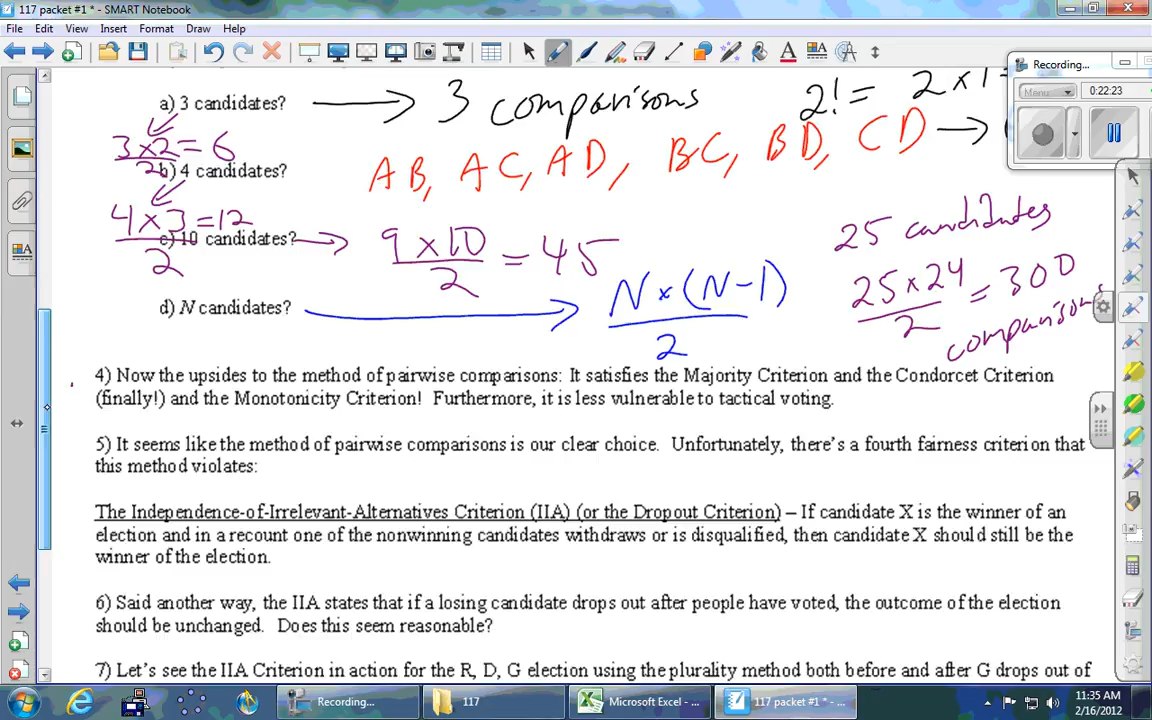 117 packet #1 * - SMART Notebook
File Edit View Insert Format Draw Help
Recording...
Menu
0:22:23
a) 3 candidates? 3 comparisons 2! = 2 x 1
3 x 2 = 6
2
b) 4 candidates? AB, AC, AD, BC, BD, CD
4 x 3 = 12
2
c) 10 candidates? 9 x 10 = 45
2
25 candidates
25 x 24 = 300
2
comparisons
d) N candidates? N x (N-1)
2
4) Now the upsides to the method of pairwise comparisons: It satisfies the Majority Criterion and the Condorcet Criterion
(finally!) and the Monotonicity Criterion! Furthermore, it is less vulnerable to tactical voting.
5) It seems like the method of pairwise comparisons is our clear choice. Unfortunately, there's a fourth fairness criterion that
this method violates:
The Independence-of-Irrelevant-Alternatives Criterion (IIA) (or the Dropout Criterion) – If candidate X is the winner of an
election and in a recount one of the nonwinning candidates withdraws or is disqualified, then candidate X should still be the
winner of the election.
6) Said another way, the IIA states that if a losing candidate drops out after people have voted, the outcome of the election
should be unchanged. Does this seem reasonable?
7) Let's see the IIA Criterion in action for the R, D, G election using the plurality method both before and after G drops out of
Recording... 117 Microsoft Excel - ... 117 packet #1 * - ...
11:35 AM
2/16/2012